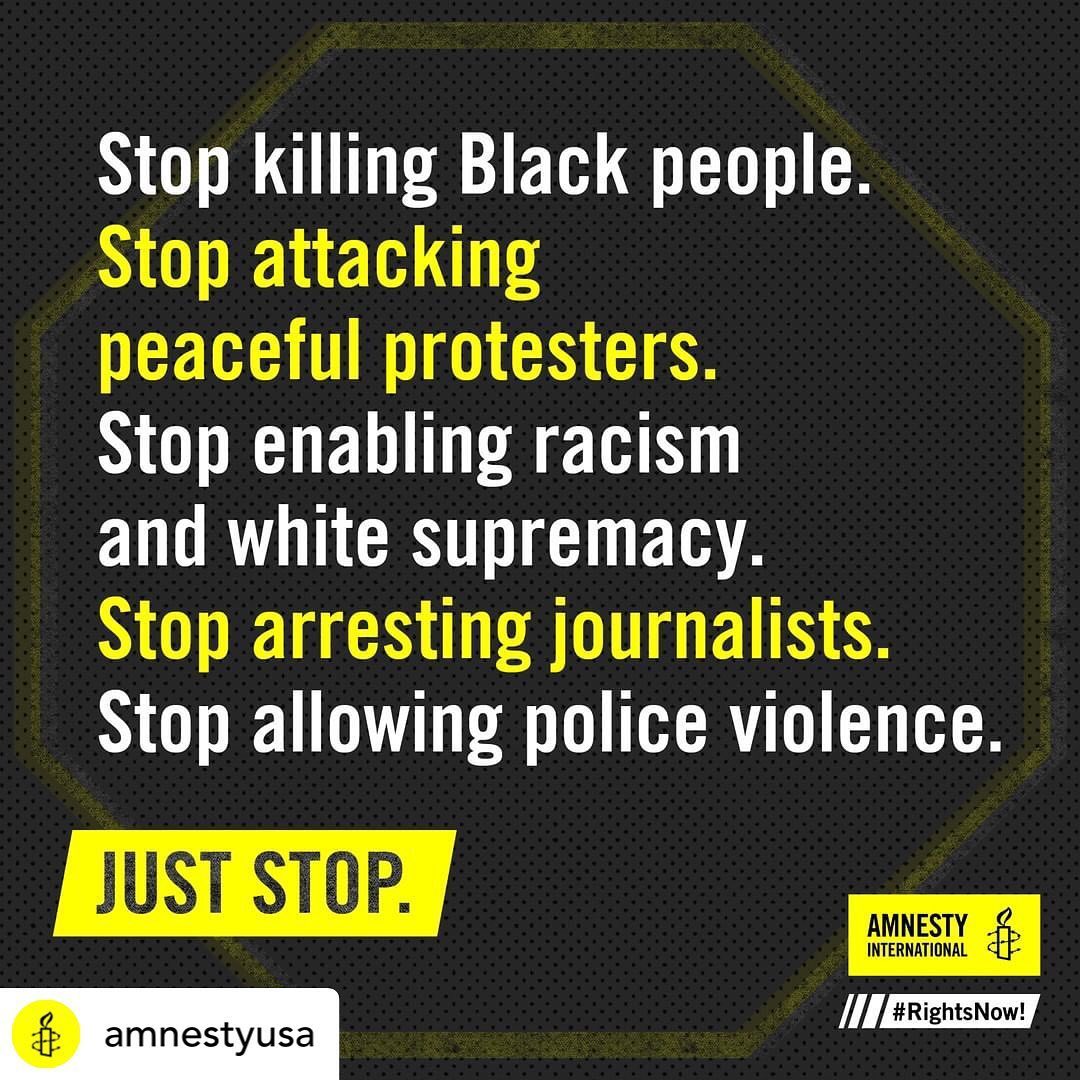 Stop killing Black people.
Stop attacking
peaceful protesters.
Stop enabling racism
and white supremacy.
Stop arresting journalists.
Stop allowing police violence.
JUST STOP.
AMNESTY
INTERNATIONAL
#RightsNow!
amnestyusa